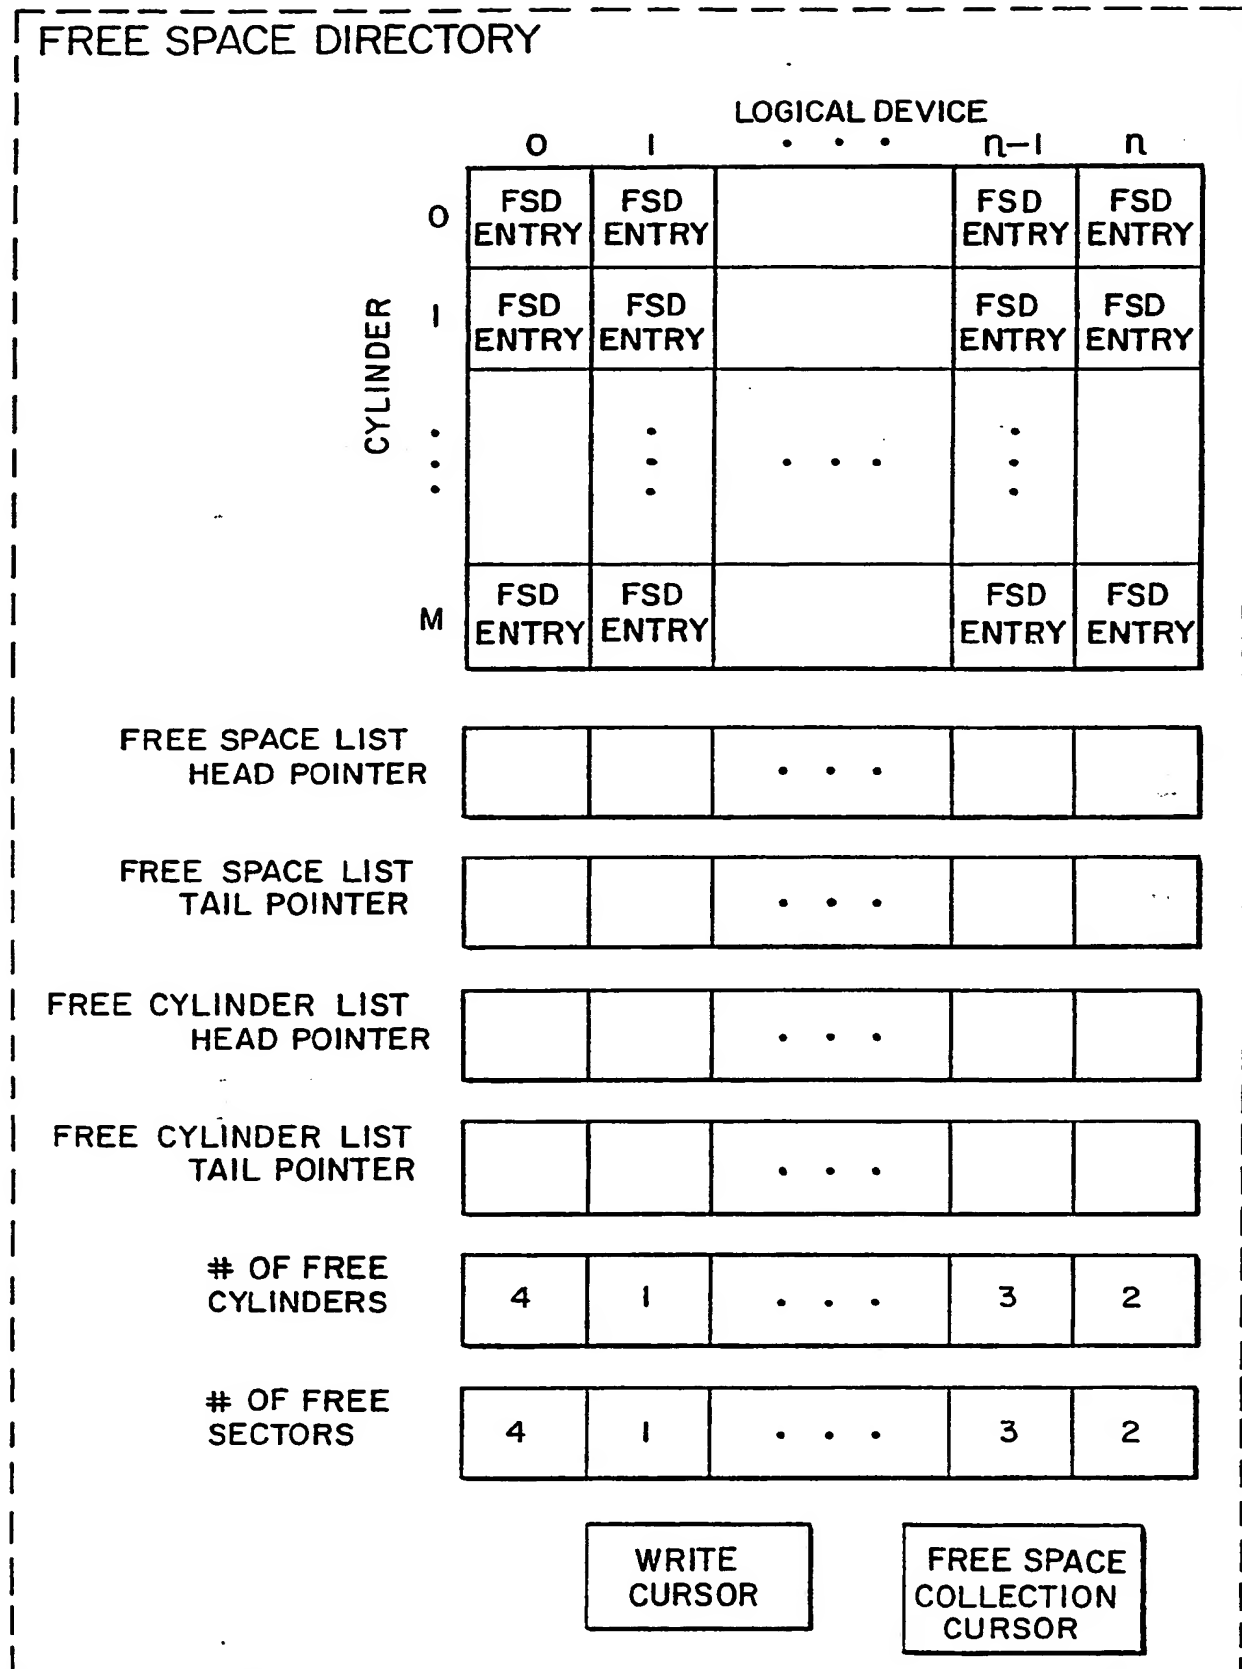 FREE SPACE DIRECTORY
LOGICAL DEVICE
0 1 • • • n-1 n
0 FSD ENTRY FSD ENTRY FSD ENTRY FSD ENTRY
CYLINDER
1 FSD ENTRY FSD ENTRY FSD ENTRY FSD ENTRY
M FSD ENTRY FSD ENTRY FSD ENTRY FSD ENTRY
FREE SPACE LIST
HEAD POINTER
• • •
FREE SPACE LIST
TAIL POINTER
• • •
FREE CYLINDER LIST
HEAD POINTER
• • •
FREE CYLINDER LIST
TAIL POINTER
• • •
# OF FREE
CYLINDERS
4 1 • • • 3 2
# OF FREE
SECTORS
4 1 • • • 3 2
WRITE
CURSOR
FREE SPACE
COLLECTION
CURSOR